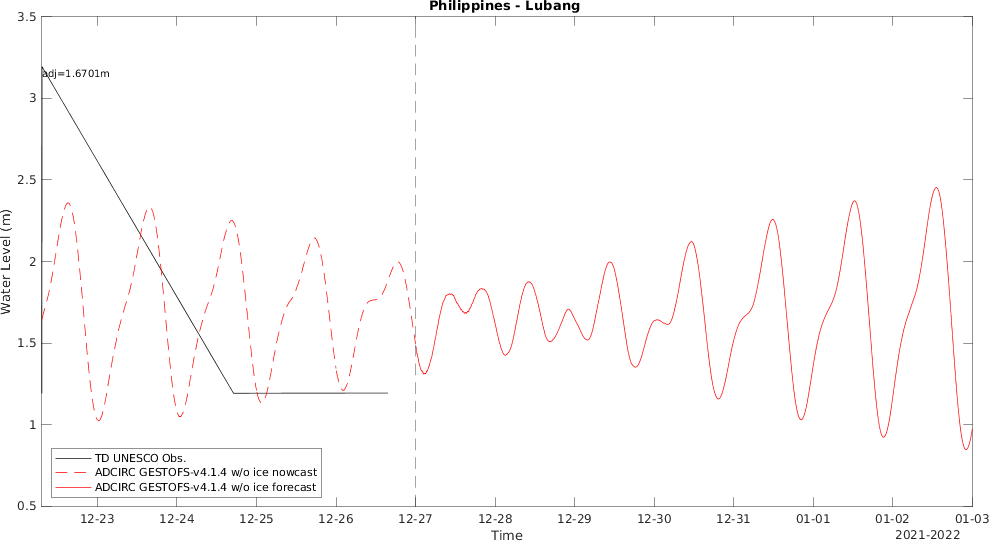 Philippines - Lubang
3.5
adj=1.6701m
3
2.5
2
1.5
1
0.5
Water Level (m)
TD UNESCO Obs.
ADCIRC GESTOFS-v4.1.4 w/o ice nowcast
ADCIRC GESTOFS-v4.1.4 w/o ice forecast
12-23 12-24 12-25 12-26 12-27 12-28 12-29 12-30 12-31 01-01 01-02 01-03
Time
2021-2022